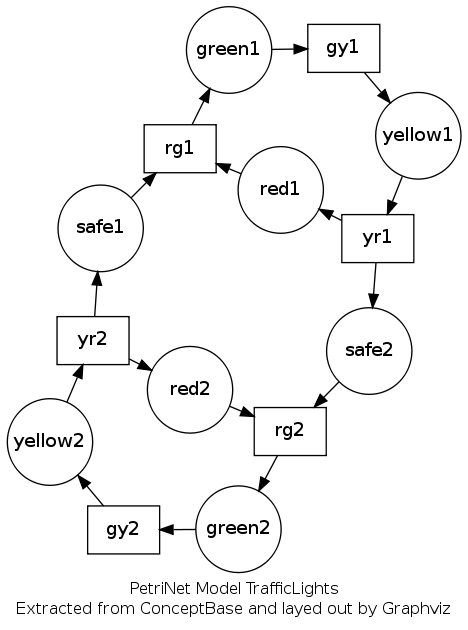 green1
gy1
yellow1
rg1
red1
safe1
yr1
yr2
safe2
red2
rg2
yellow2
gy2
green2
PetriNet Model TrafficLights
Extracted from ConceptBase and layed out by Graphviz